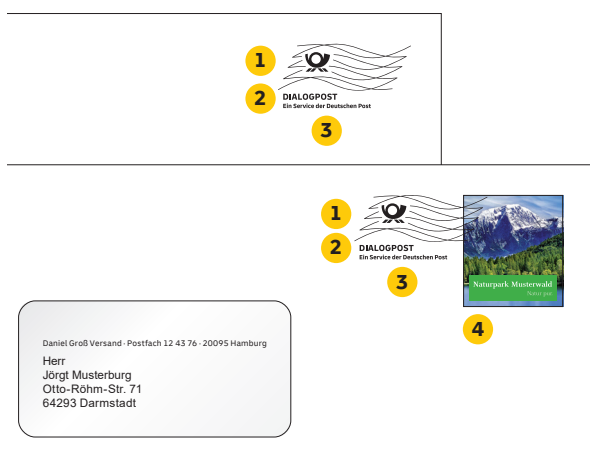 1
2
DIALOGPOST
Ein Service der Deutschen Post
3
1
2
DIALOGPOST
Ein Service der Deutschen Post
3
Naturpark Musterwald
Natur pur
4
Daniel Groß Versand · Postfach 12 43 76 · 20095 Hamburg
Herr
Jörgt Musterburg
Otto-Röhm-Str. 71
64293 Darmstadt